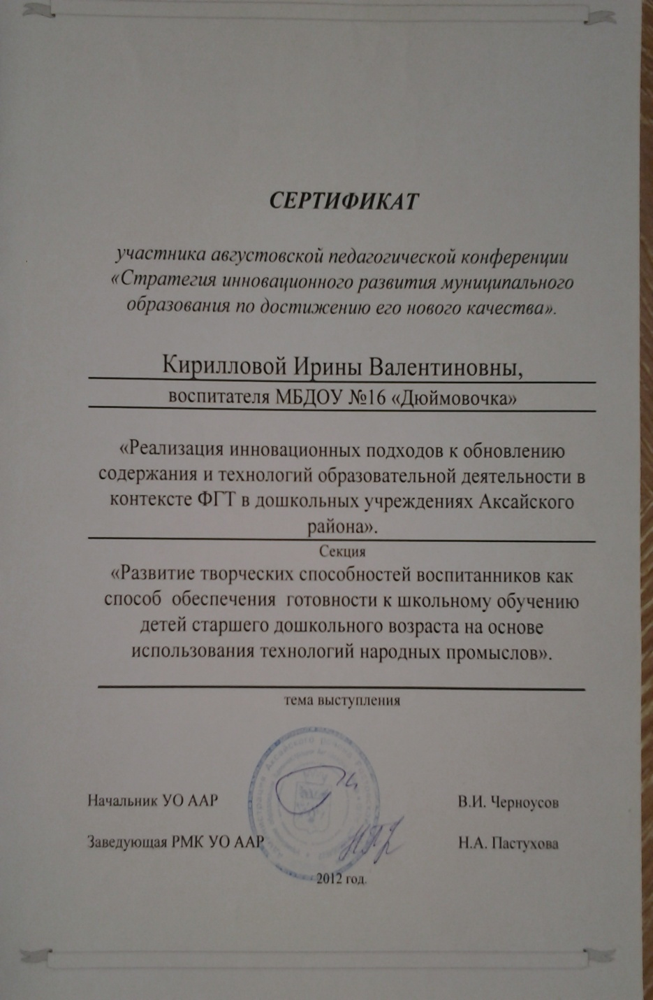 СЕРТИФИКАТ
участника августовской педагогической конференции
«Стратегия инновационного развития муниципального
образования по достижению его нового качества».
Кирилловой Ирины Валентиновны,
воспитателя МБДОУ №16 «Дюймовочка»
«Реализация инновационных подходов к обновлению
содержания и технологий образовательной деятельности в
контексте ФГТ в дошкольных учреждениях Аксайского
района».
Секция
«Развитие творческих способностей воспитанников как
способ обеспечения готовности к школьному обучению
детей старшего дошкольного возраста на основе
использования технологий народных промыслов».
тема выступления
Аксайского района
Начальник УО ААР В.И. Черноусов
Заведующая РМК УО ААР Н.А. Пастухова
2012 год.